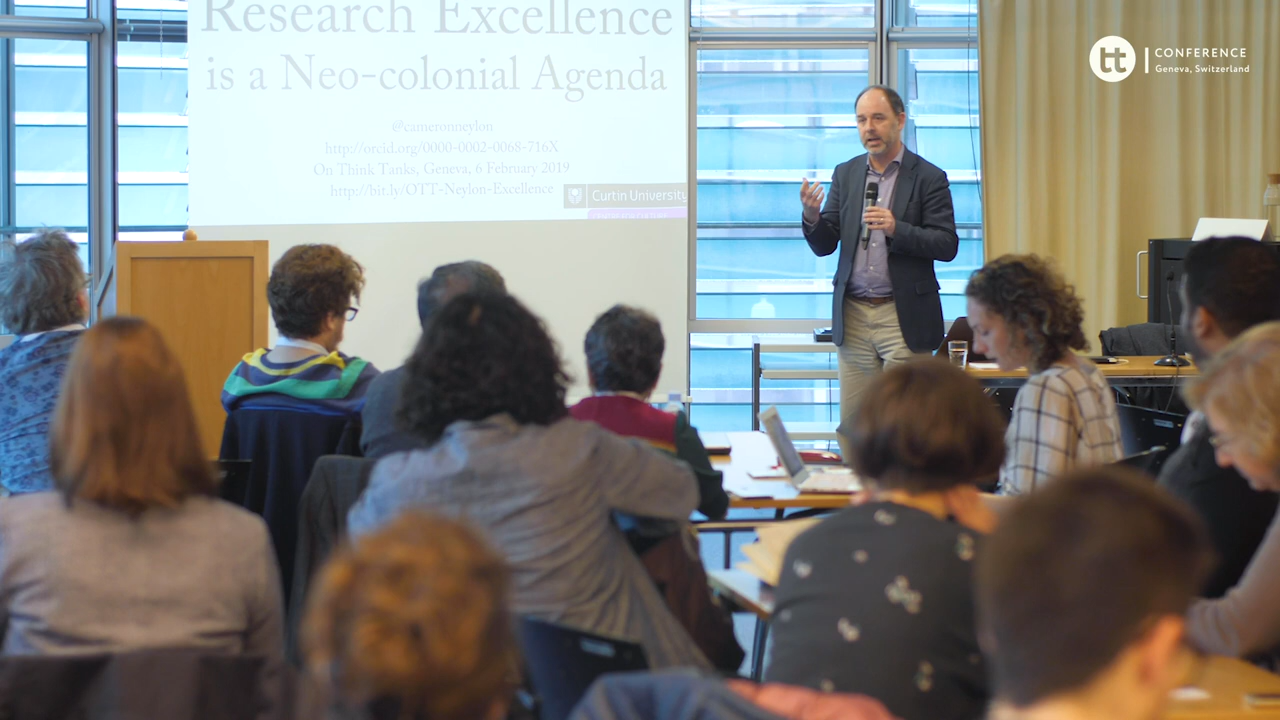 Research Excellence
is a Neo-colonial Agenda
@cameronneylon
http://orcid.org/0000-0002-0068-716X
On Think Tanks, Geneva, 6 February 2019
http://bit.ly/OTT-Neylon-Excellence
Curtin University
tt CONFERENCE
Geneva, Switzerland